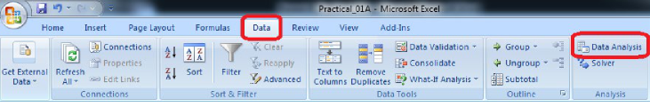 Practical_01A - Microsoft Excel
Home Insert Page Layout Formulas Data Review View Add-Ins
Get External Data
Refresh All
Connections
Properties
Edit Links
Connections
Sort
Filter
Clear
Reapply
Advanced
Sort & Filter
Text to Columns
Remove Duplicates
Data Validation
Consolidate
What-If Analysis
Data Tools
Group
Ungroup
Subtotal
Outline
Data Analysis
Solver
Analysis